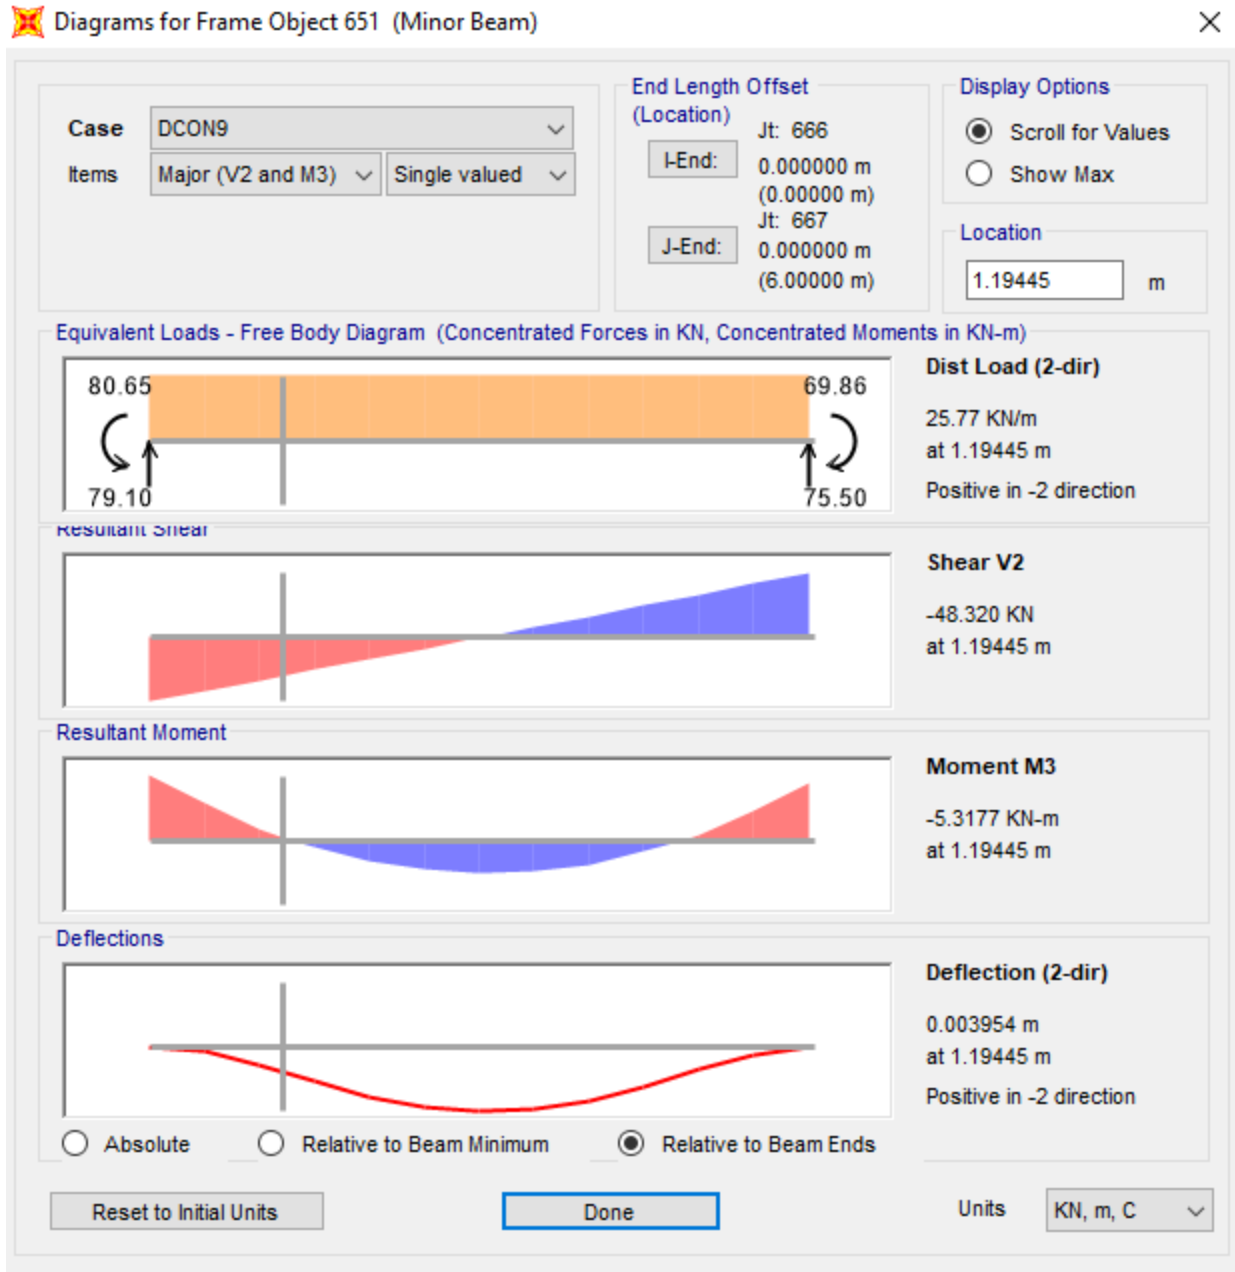 Diagrams for Frame Object 651 (Minor Beam)
Case
DCON9
Items
Major (V2 and M3)
Single valued
End Length Offset
(Location)
I-End:
Jt: 666
0.000000 m
(0.00000 m)
J-End:
Jt: 667
0.000000 m
(6.00000 m)
Display Options
Scroll for Values
Show Max
Location
1.19445 m
Equivalent Loads - Free Body Diagram (Concentrated Forces in KN, Concentrated Moments in KN-m)
80.65
69.86
79.10
75.50
Dist Load (2-dir)
25.77 KN/m
at 1.19445 m
Positive in -2 direction
Resultant Shear
Shear V2
-48.320 KN
at 1.19445 m
Resultant Moment
Moment M3
-5.3177 KN-m
at 1.19445 m
Deflections
Deflection (2-dir)
0.003954 m
at 1.19445 m
Positive in -2 direction
Absolute
Relative to Beam Minimum
Relative to Beam Ends
Reset to Initial Units
Done
Units
KN, m, C